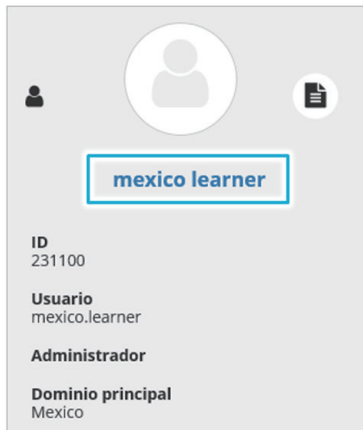 mexico learner
ID
231100
Usuario
mexico.learner
Administrador
Dominio principal
Mexico